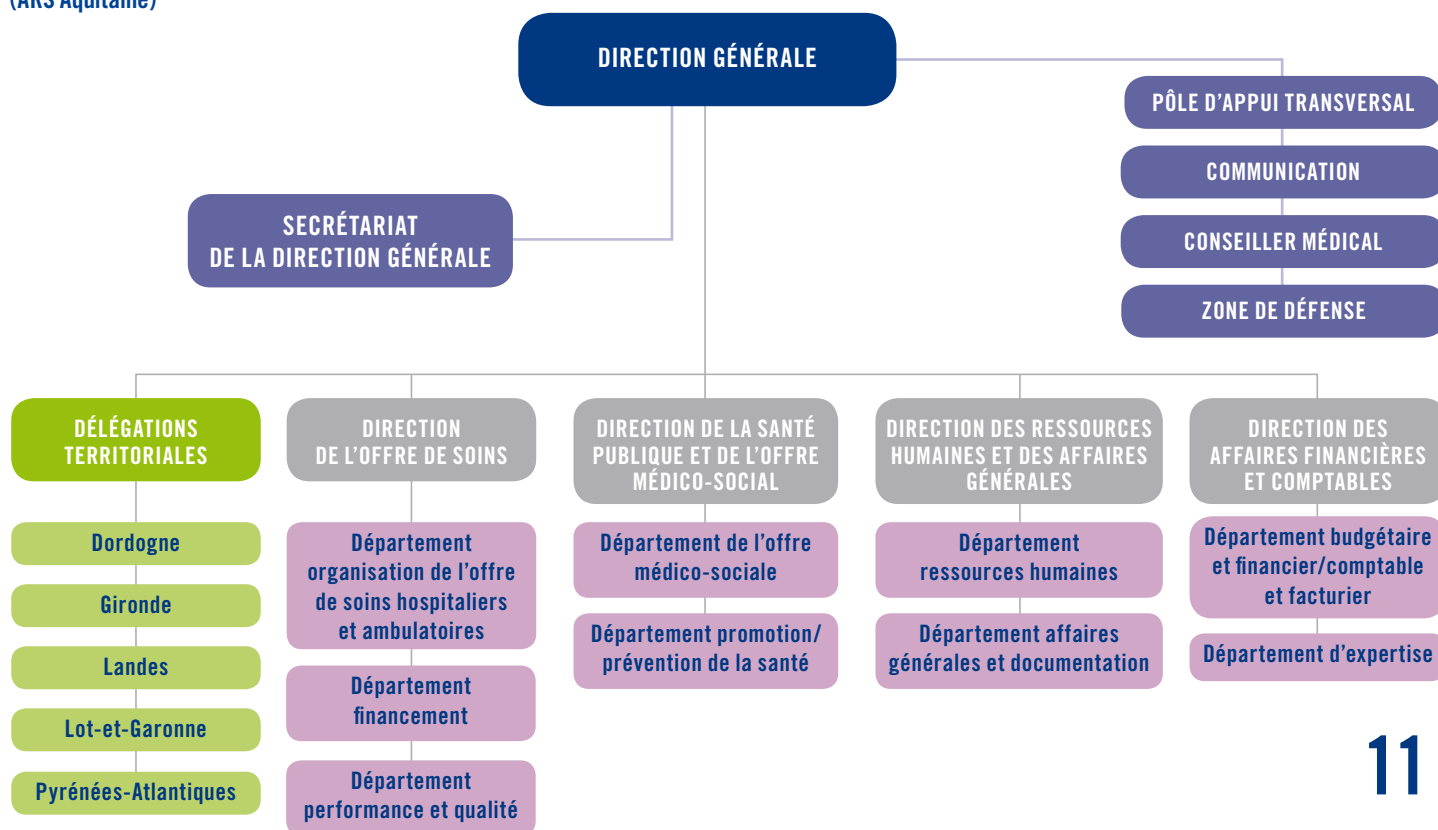 (ARS Aquitaine)
DIRECTION GÉNÉRALE
PÔLE D'APPUI TRANSVERSAL
COMMUNICATION
CONSEILLER MÉDICAL
ZONE DE DÉFENSE
SECRÉTARIAT
DE LA DIRECTION GÉNÉRALE
DÉLÉGATIONS
TERRITORIALES
Dordogne
Gironde
Landes
Lot-et-Garonne
Pyrénées-Atlantiques
DIRECTION
DE L'OFFRE DE SOINS
Département
organisation de l'offre
de soins hospitaliers
et ambulatoires
Département
financement
Département
performance et qualité
DIRECTION DE LA SANTÉ
PUBLIQUE ET DE L'OFFRE
MÉDICO-SOCIAL
Département de l'offre
médico-sociale
Département promotion/
prévention de la santé
DIRECTION DES RESSOURCES
HUMAINES ET DES AFFAIRES
GÉNÉRALES
Département
ressources humaines
Département affaires
générales et documentation
DIRECTION DES
AFFAIRES FINANCIÈRES
ET COMPTABLES
Département budgétaire
et financier/comptable
et facturier
Département d'expertise
11